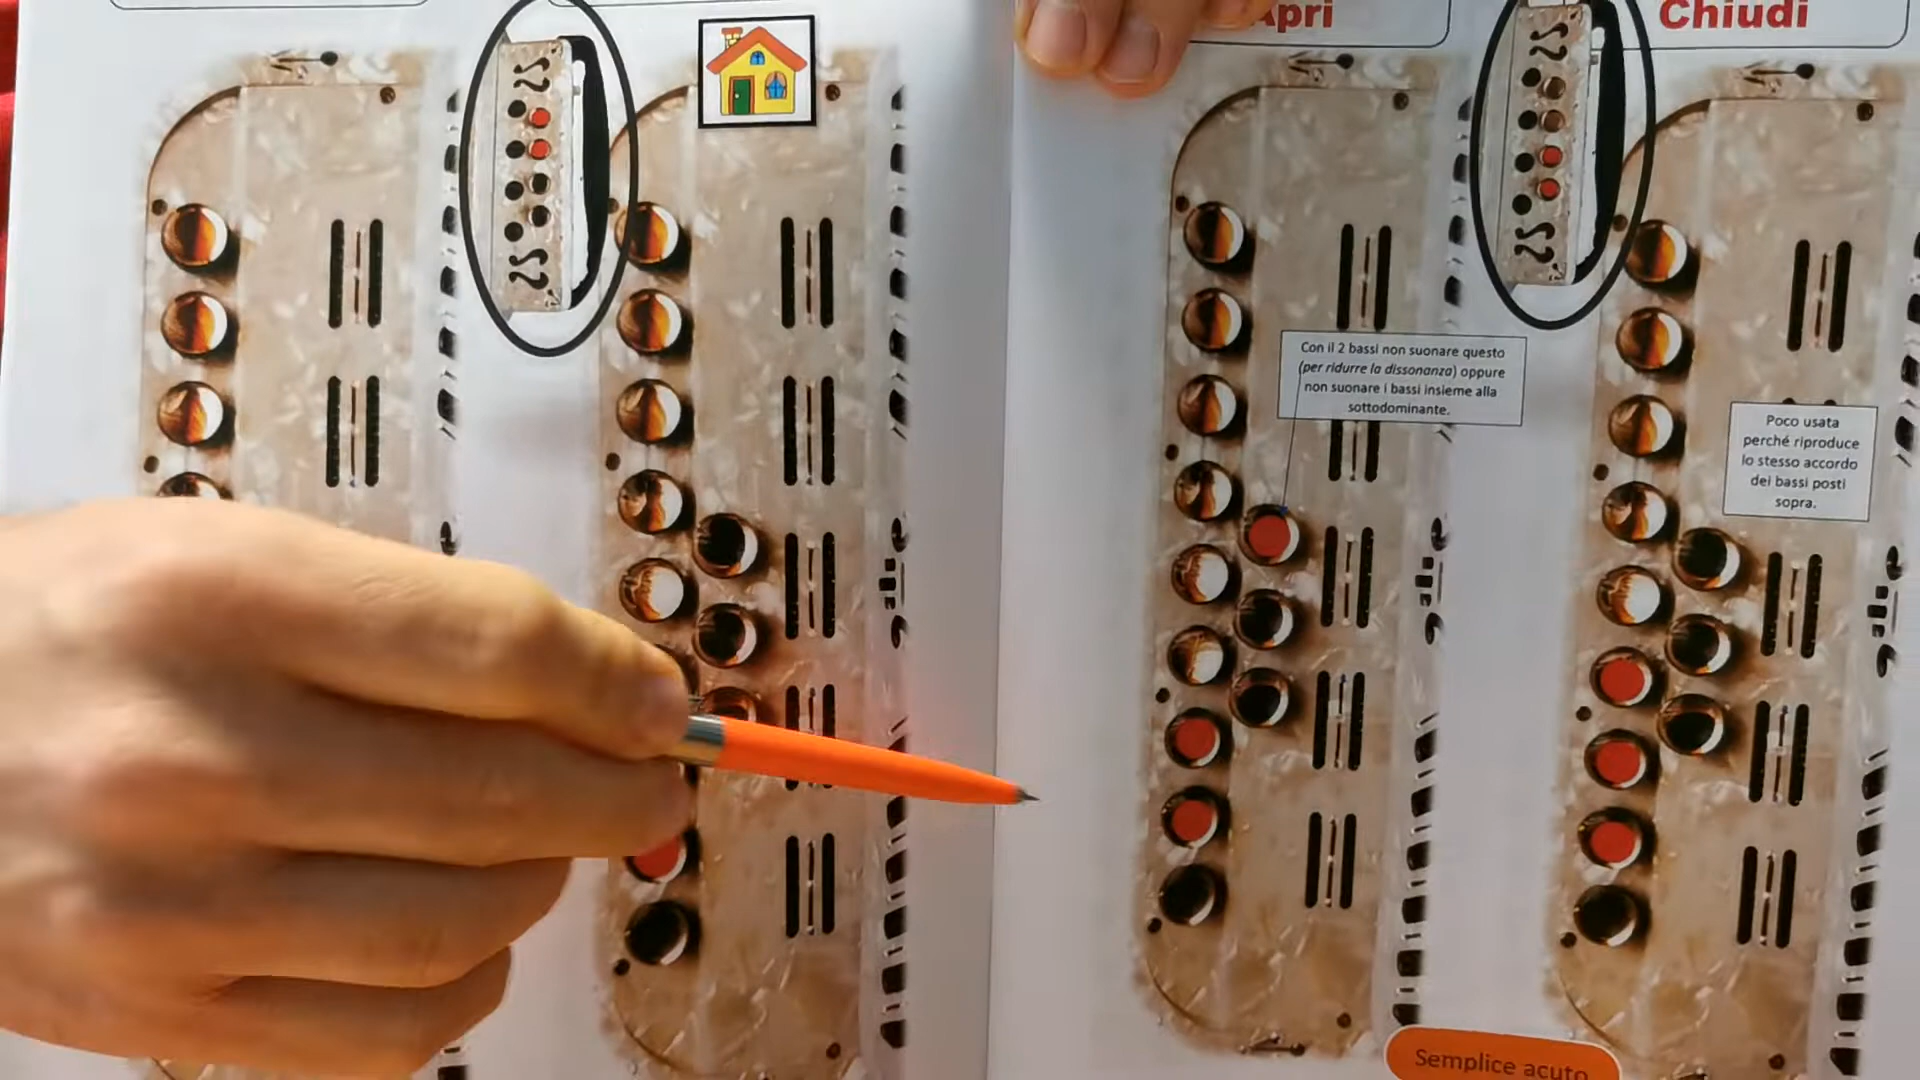 Apri
Chiudi
Con il 2 bassi non suonare questo
(per ridurre la dissonanza) oppure
non suonare i bassi insieme alla
sottodominante.
Poco usata
perché riproduce
lo stesso accordo
dei bassi posti
sopra.
Semplice acuto